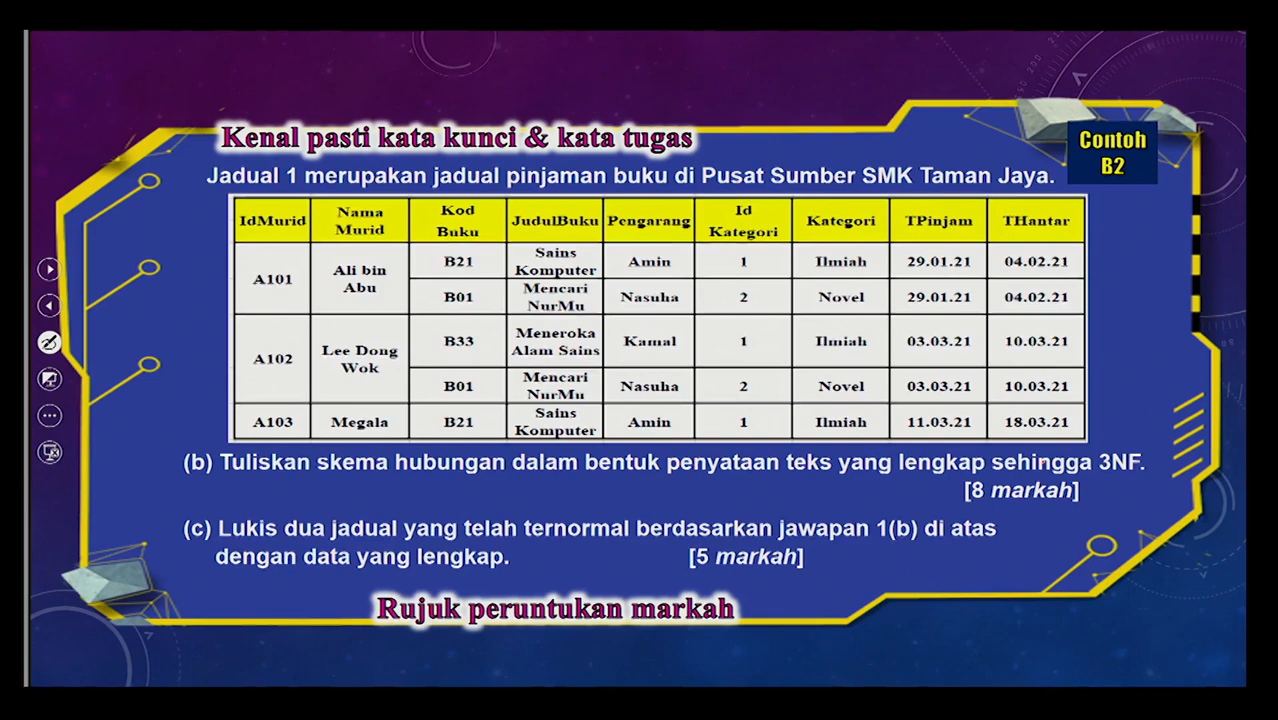 Kenal pasti kata kunci & kata tugas
Contoh
B2
Jadual 1 merupakan jadual pinjaman buku di Pusat Sumber SMK Taman Jaya.
IdMurid Nama Murid Kod Buku JudulBuku Pengarang Id Kategori Kategori TPinjam THantar
A101 Ali bin Abu B21 Sains Komputer Amin 1 Ilmiah 29.01.21 04.02.21
B01 Mencari NurMu Nasuha 2 Novel 29.01.21 04.02.21
A102 Lee Dong Wok B33 Meneroka Alam Sains Kamal 1 Ilmiah 03.03.21 10.03.21
B01 Mencari NurMu Nasuha 2 Novel 03.03.21 10.03.21
A103 Megala B21 Sains Komputer Amin 1 Ilmiah 11.03.21 18.03.21
(b) Tuliskan skema hubungan dalam bentuk penyataan teks yang lengkap sehingga 3NF.
[8 markah]
(c) Lukis dua jadual yang telah ternormal berdasarkan jawapan 1(b) di atas
dengan data yang lengkap. [5 markah]
Rujuk peruntukan markah